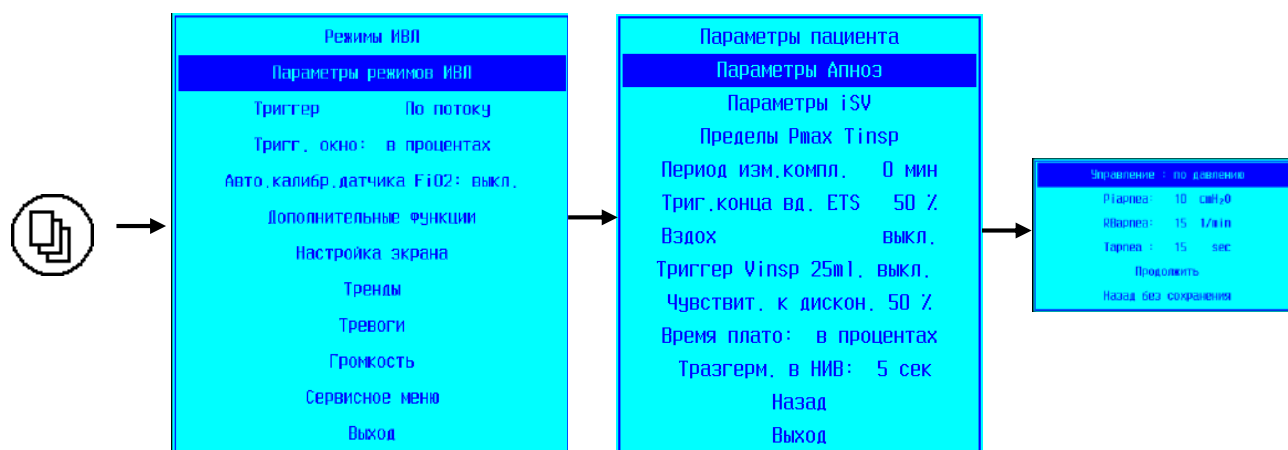 Режимы ИВЛ
Параметры режимов ИВЛ
Триггер По потоку
Тригг. окно: в процентах
Авто.калибр.датчика FiO2: выкл.
Дополнительные функции
Настройка экрана
Тренды
Тревоги
Громкость
Сервисное меню
Выход
Параметры пациента
Параметры Апноэ
Параметры iSV
Пределы Pmax Tinsp
Период изм.компл. 0 мин
Триг.конца вд. ETS 50 %
Вздох выкл.
Триггер Vinsp 25ml. выкл.
Чувствит. к дискон. 50 %
Время плато: в процентах
Тразгерм. в НИВ: 5 сек
Назад
Выход
Управление : по давлению
Piapnea: 10 cmH₂O
RBapnea: 15 1/min
Tapnea : 15 sec
Продолжить
Назад без сохранения